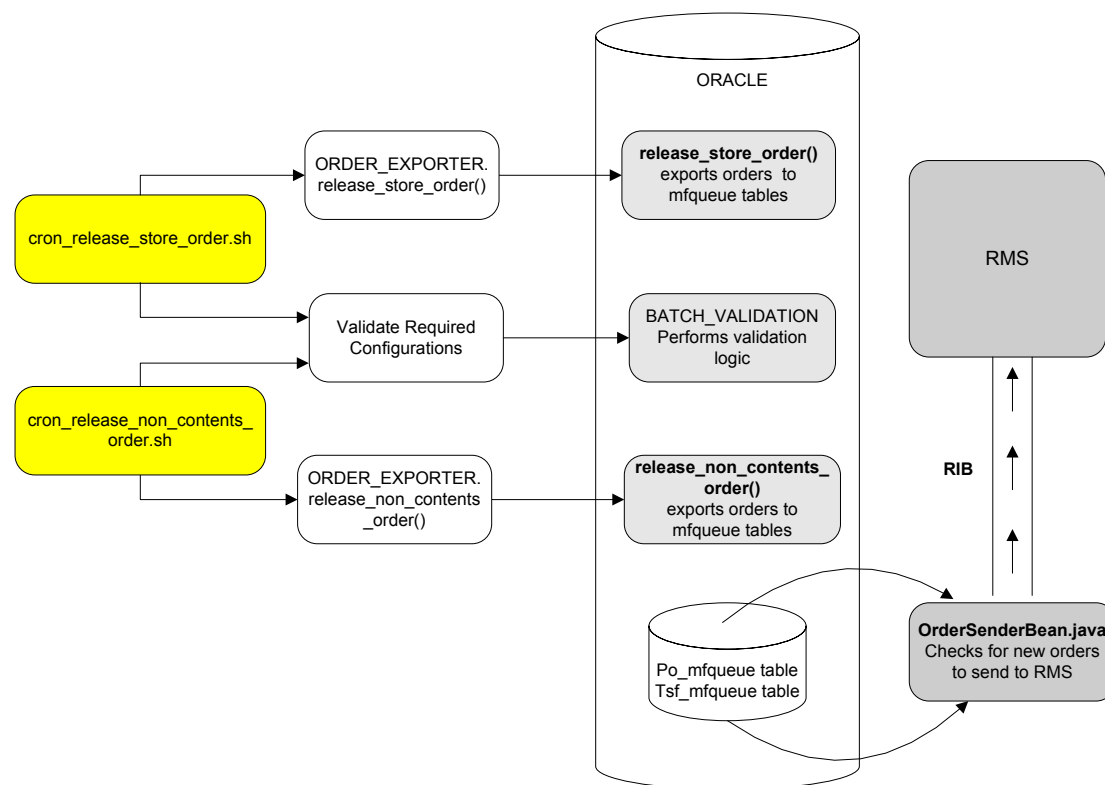 ORACLE
ORDER_EXPORTER.
release_store_order()
release_store_order()
exports orders to
mfqueue tables
cron_release_store_order.sh
RMS
Validate Required
Configurations
BATCH_VALIDATION
Performs validation
logic
cron_release_non_contents_
order.sh
ORDER_EXPORTER.
release_non_contents
_order()
release_non_contents_
order()
exports orders to
mfqueue tables
RIB
Po_mfqueue table
Tsf_mfqueue table
OrderSenderBean.java
Checks for new orders
to send to RMS